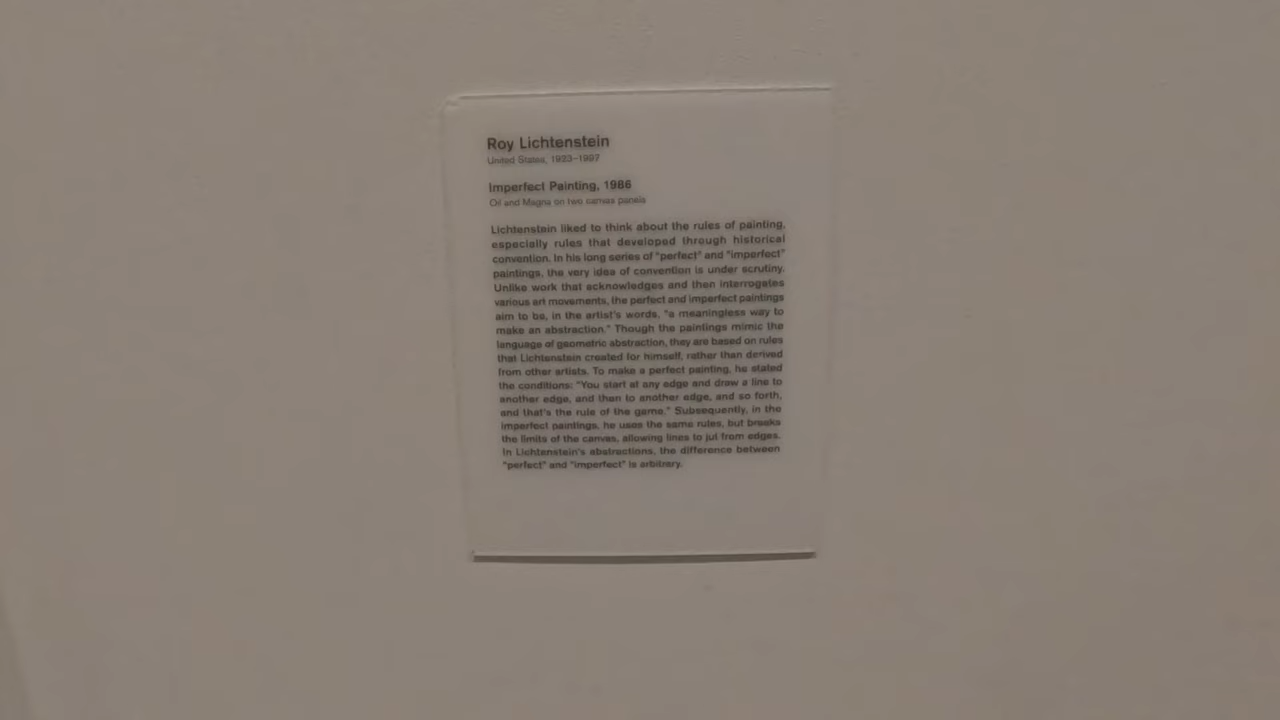 Roy Lichtenstein
United States, 1923–1997
Imperfect Painting, 1986
Oil and Magna on two canvas panels
Lichtenstein liked to think about the rules of painting,
especially rules that developed through historical
convention. In his long series of "perfect" and "imperfect"
paintings, the very idea of convention is under scrutiny.
Unlike work that acknowledges and then interrogates
various art movements, the perfect and imperfect paintings
aim to be, in the artist's words, "a meaningless way to
make an abstraction." Though the paintings mimic the
language of geometric abstraction, they are based on rules
that Lichtenstein created for himself, rather than derived
from other artists. To make a perfect painting, he stated
the conditions: "You start at any edge and draw a line to
another edge, and then to another edge, and so forth,
and that's the rule of the game." Subsequently, in the
imperfect paintings, he uses the same rules, but breaks
the limits of the canvas, allowing lines to jut from edges.
In Lichtenstein's abstractions, the difference between
"perfect" and "imperfect" is arbitrary.